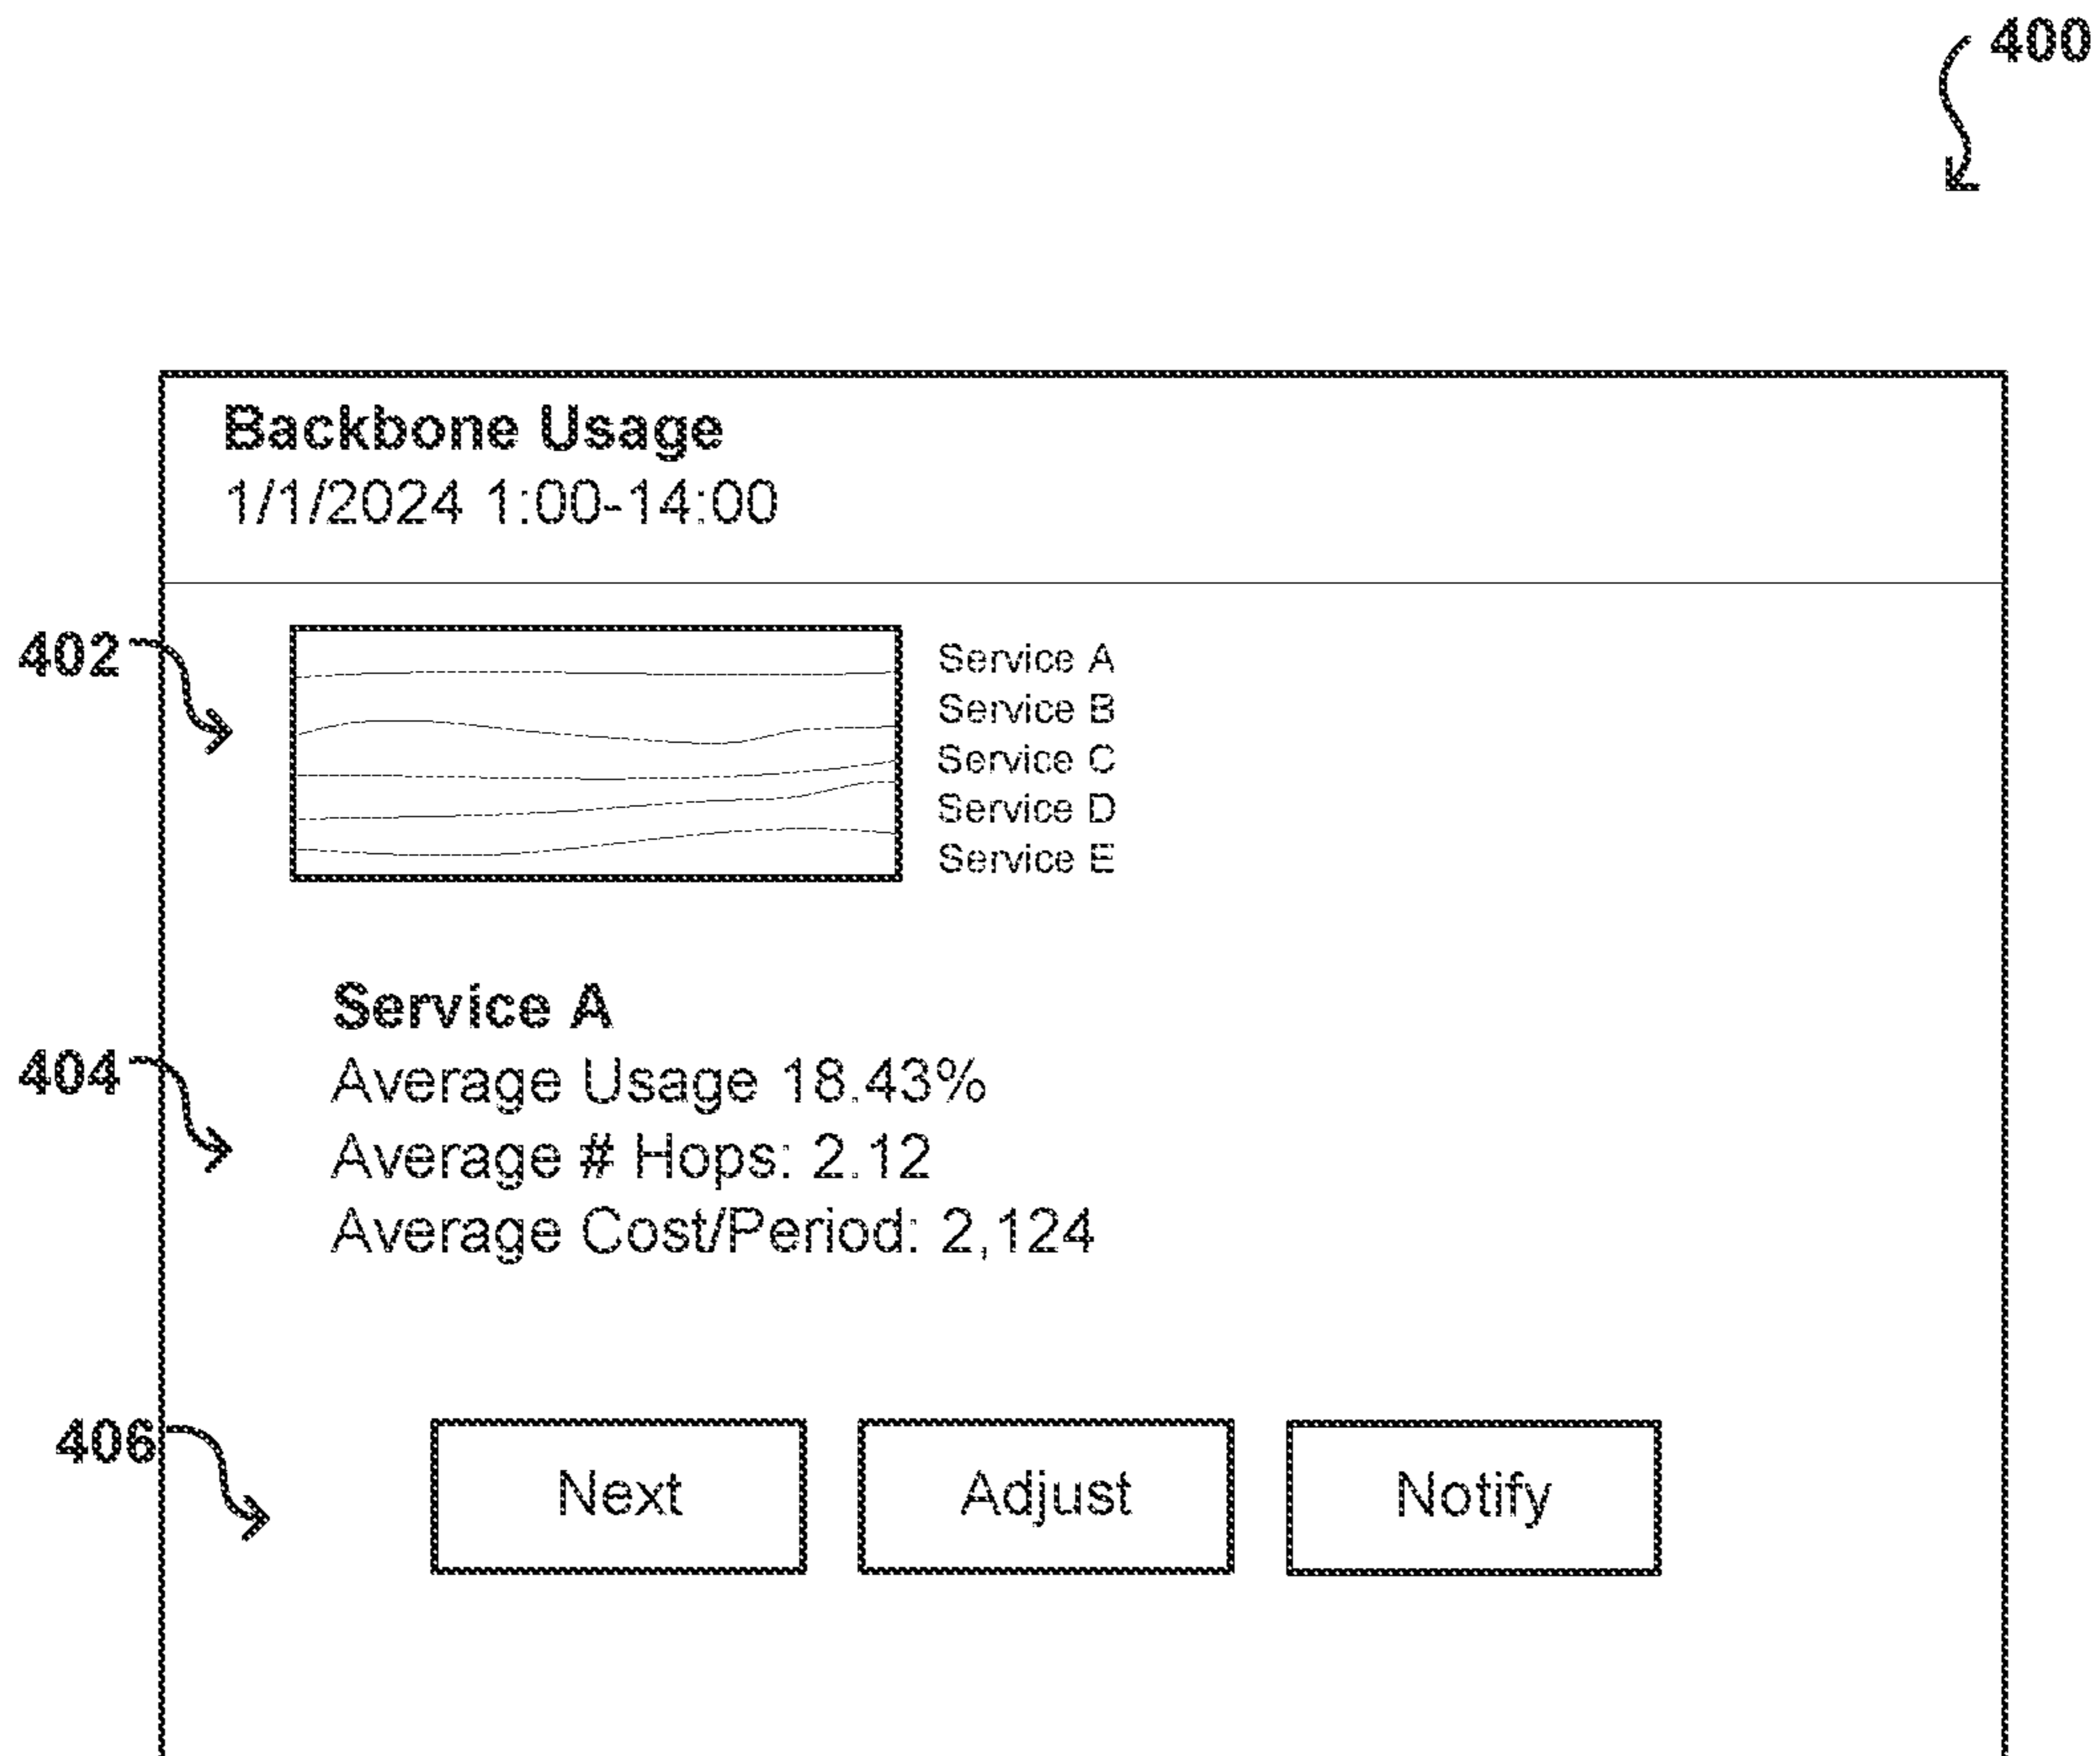 400
Backbone Usage
1/1/2024 1:00-14:00
402
Service A
Service B
Service C
Service D
Service E
Service A
404
Average Usage 18.43%
Average # Hops: 2.12
Average Cost/Period: 2,124
406
Next
Adjust
Notify